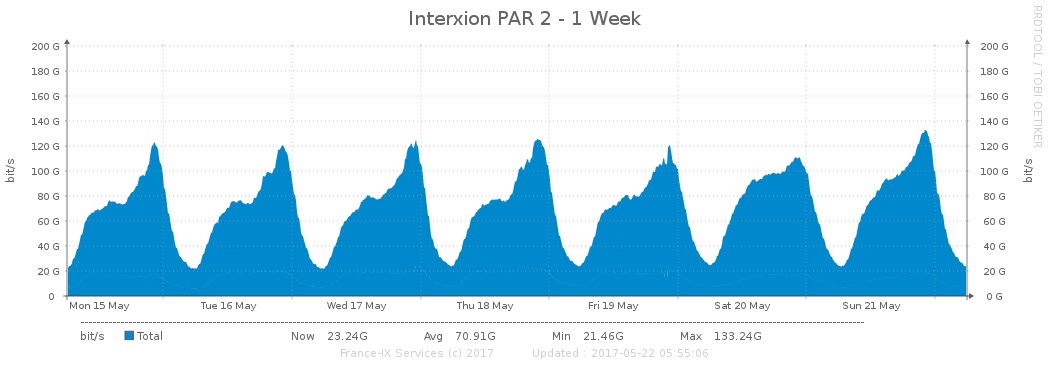 Interxion PAR 2 - 1 Week
RRDTOOL / TOBI OETIKER
bit/s
200 G
180 G
160 G
140 G
120 G
100 G
80 G
60 G
40 G
20 G
0
200 G
180 G
160 G
140 G
120 G
100 G
80 G
60 G
40 G
20 G
0 G
bit/s
Mon 15 May Tue 16 May Wed 17 May Thu 18 May Fri 19 May Sat 20 May Sun 21 May
bit/s Total Now 23.24G Avg 70.91G Min 21.46G Max 133.24G
France-IX Services (c) 2017 Updated : 2017-05-22 05:55:06